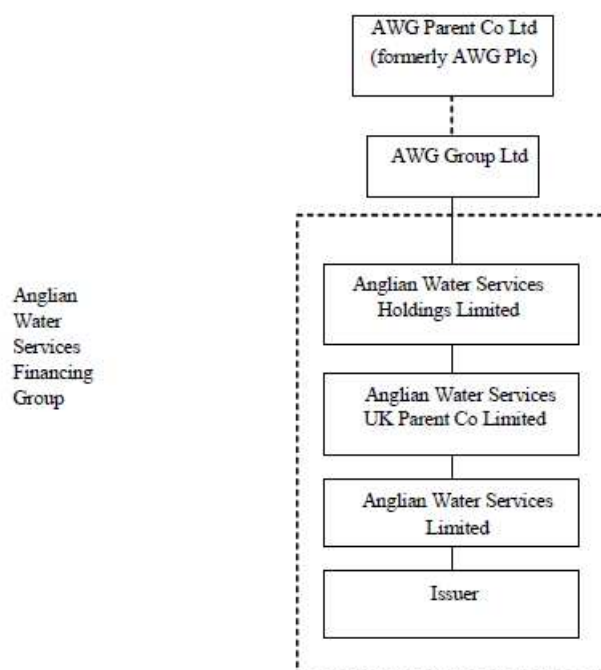 AWG Parent Co Ltd
(formerly AWG Plc)
AWG Group Ltd
Anglian
Water
Services
Financing
Group
Anglian Water Services
Holdings Limited
Anglian Water Services
UK Parent Co Limited
Anglian Water Services
Limited
Issuer